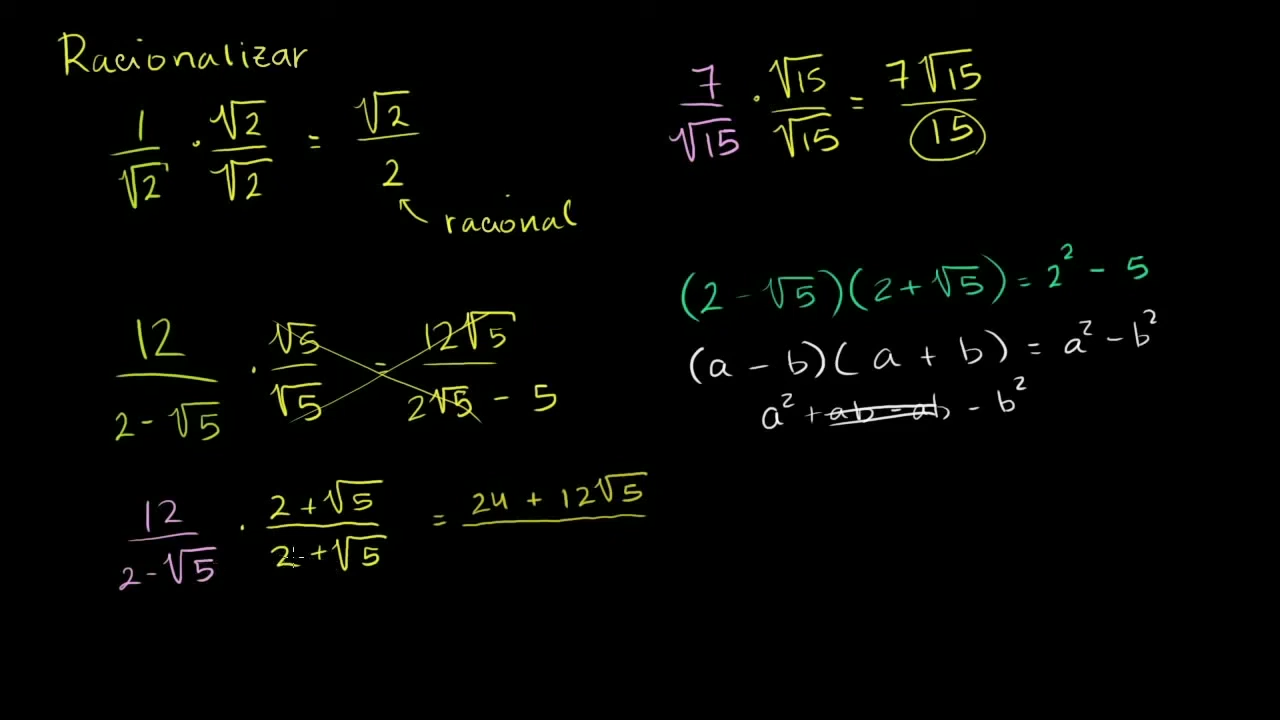 Racionalizar
1/√2 · √2/√2 = √2/2
racional
7/√15 · √15/√15 = 7√15/15
(2 - √5)(2 + √5) = 2² - 5
(a - b)(a + b) = a² - b²
a² + ab - ab - b²
12/(2 - √5) · √5/√5 = 12√5/(2√5 - 5)
12/(2 - √5) · (2 + √5)/(2 + √5) = 24 + 12√5